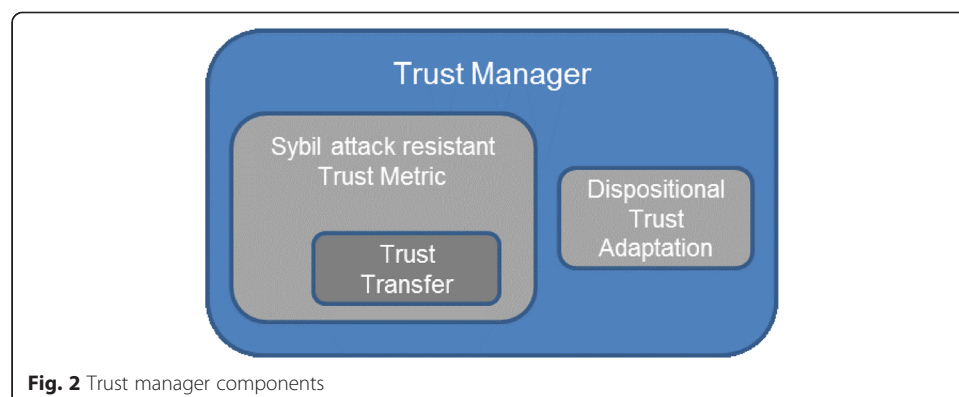 Trust Manager
Sybil attack resistant
Trust Metric
Trust
Transfer
Dispositional
Trust
Adaptation
Fig. 2 Trust manager components